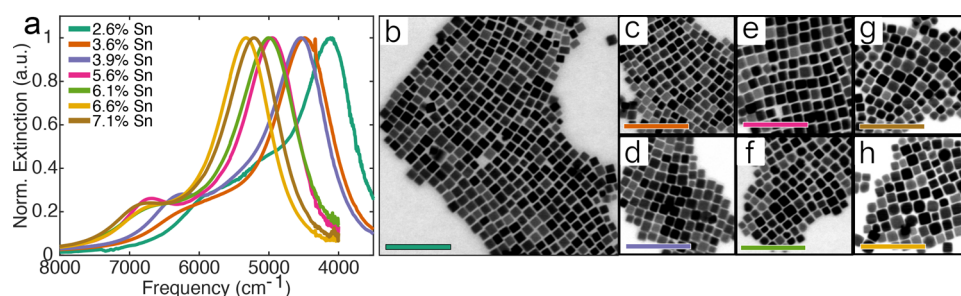 a
2.6% Sn
3.6% Sn
3.9% Sn
5.6% Sn
6.1% Sn
6.6% Sn
7.1% Sn
Norm. Extinction (a.u.)
1
0.8
0.6
0.4
0.2
0
8000 7000 6000 5000 4000
Frequency (cm⁻¹)
b
c
e
g
d
f
h